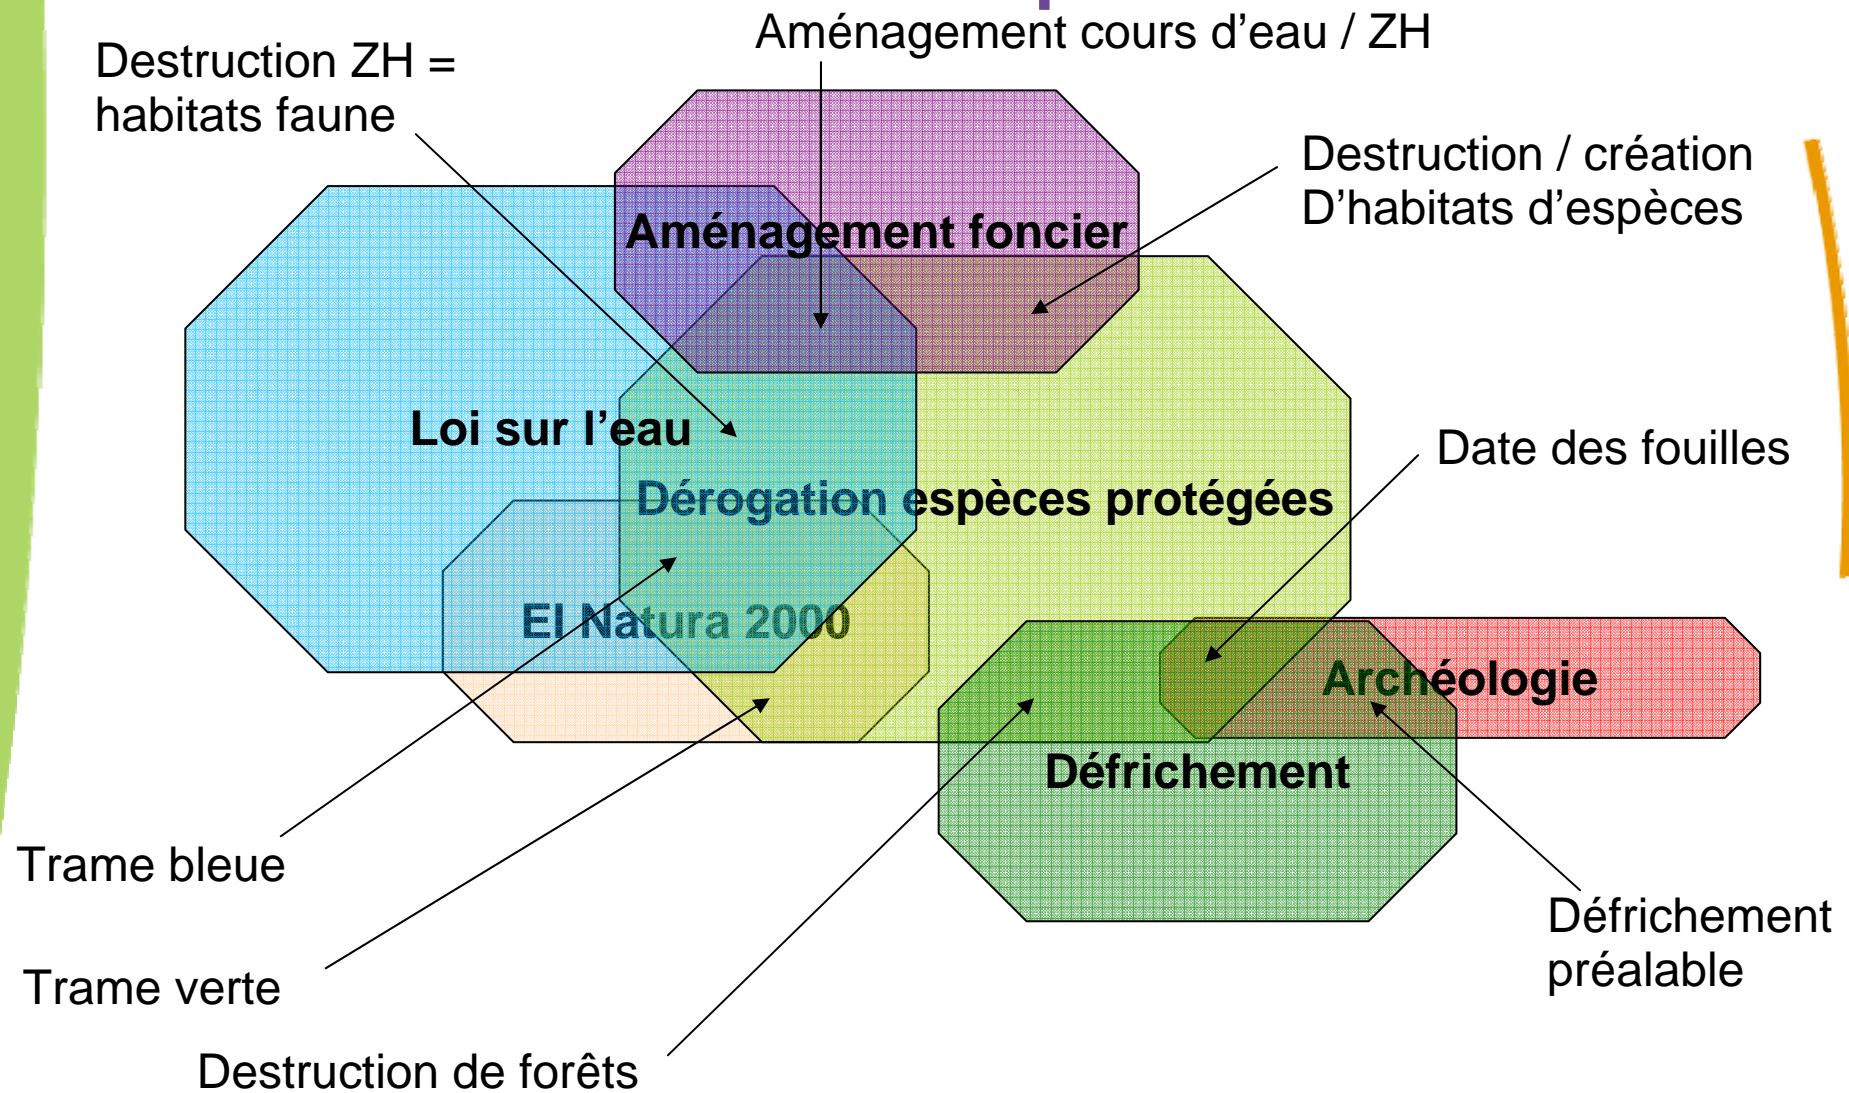 Aménagement cours d'eau / ZH
Destruction ZH =
habitats faune
Destruction / création
D'habitats d'espèces
Aménagement foncier
Loi sur l'eau
Date des fouilles
Dérogation espèces protégées
EI Natura 2000
Archéologie
Défrichement
Trame bleue
Défrichement
préalable
Trame verte
Destruction de forêts